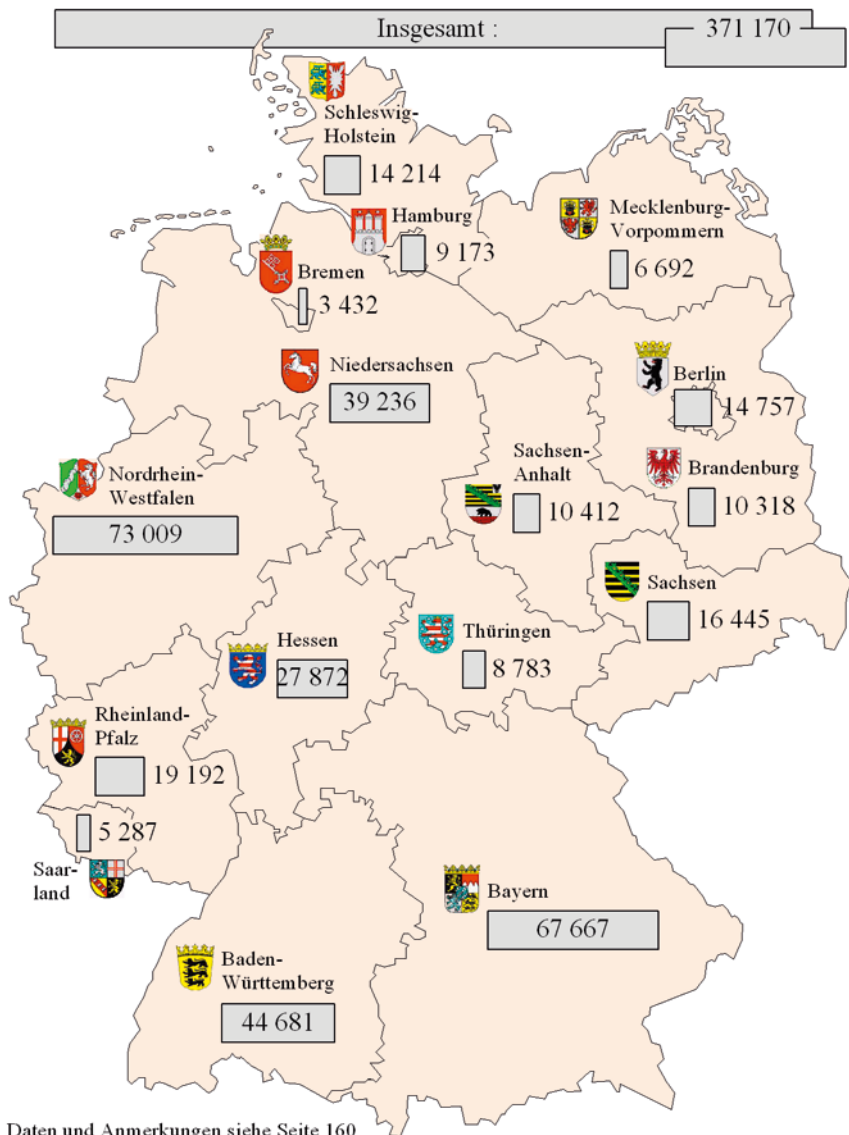 Insgesamt : 371 170
Schleswig-
Holstein
14 214
Hamburg
9 173
Mecklenburg-
Vorpommern
6 692
Bremen
3 432
Niedersachsen
39 236
Berlin
14 757
Nordrhein-
Westfalen
73 009
Sachsen-
Anhalt
10 412
Brandenburg
10 318
Sachsen
16 445
Thüringen
8 783
Hessen
27 872
Rheinland-
Pfalz
19 192
5 287
Saar-
land
Bayern
67 667
Baden-
Württemberg
44 681
Daten und Anmerkungen siehe Seite 160